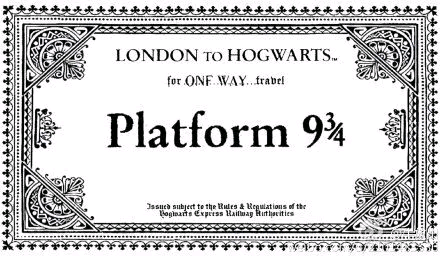 LONDON TO HOGWARTS™
for ONE WAY...travel
Platform 9¾
Issued subject to the Rules & Regulations of the
Hogwarts Express Railway Authorities